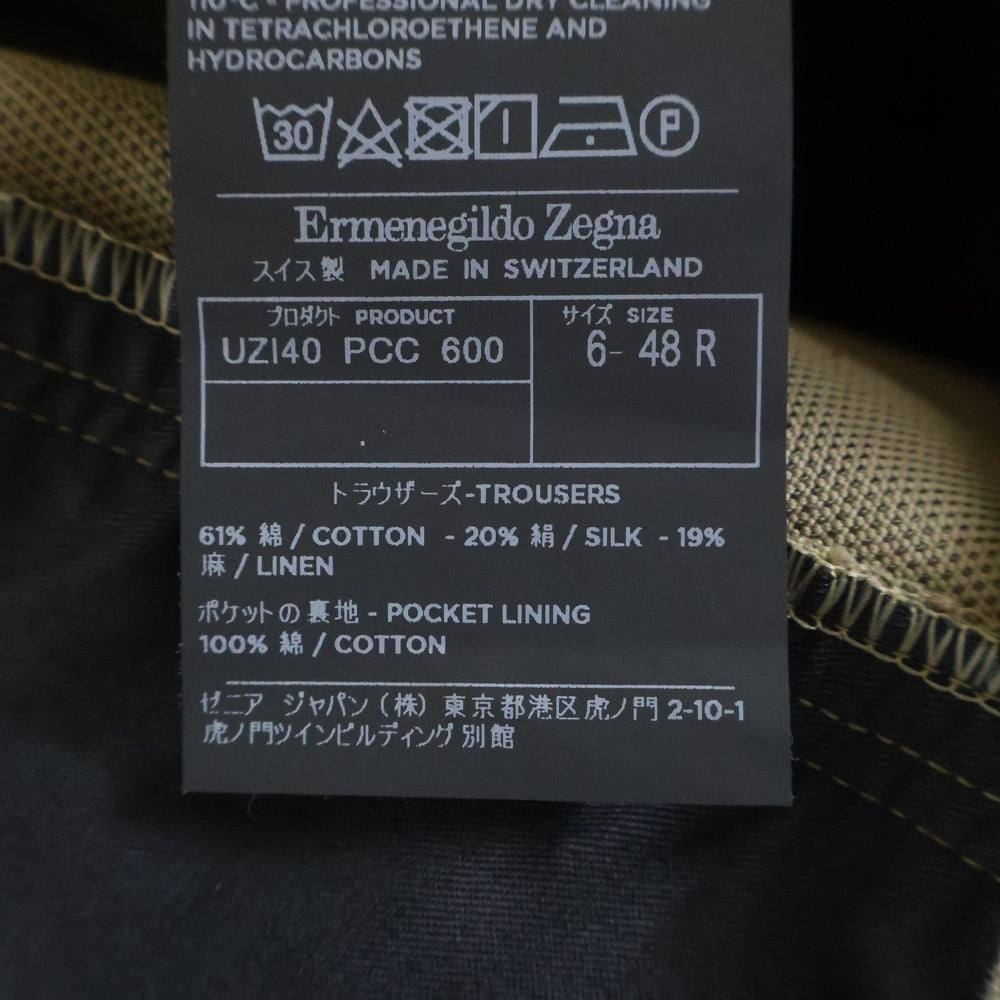 110°C - PROFESSIONAL DRY CLEANING
IN TETRACHLOROETHENE AND
HYDROCARBONS
30 P
Ermenegildo Zegna
スイス製 MADE IN SWITZERLAND
プロダクト PRODUCT
UZI40 PCC 600
サイズ SIZE
6- 48 R
トラウザーズ-TROUSERS
61% 綿 / COTTON - 20% 絹 / SILK - 19%
麻 / LINEN
ポケットの裏地 - POCKET LINING
100% 綿 / COTTON
ゼニア ジャパン (株) 東京都港区虎ノ門 2-10-1
虎ノ門ツインビルディング 別館